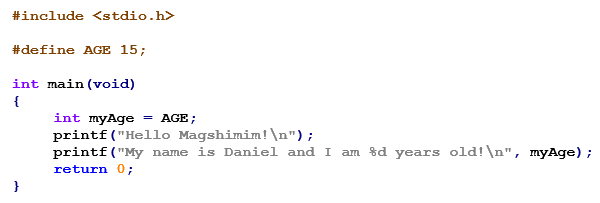 #include <stdio.h>
#define AGE 15;
int main(void)
{
int myAge = AGE;
printf("Hello Magshimim!\n");
printf("My name is Daniel and I am %d years old!\n", myAge);
return 0;
}